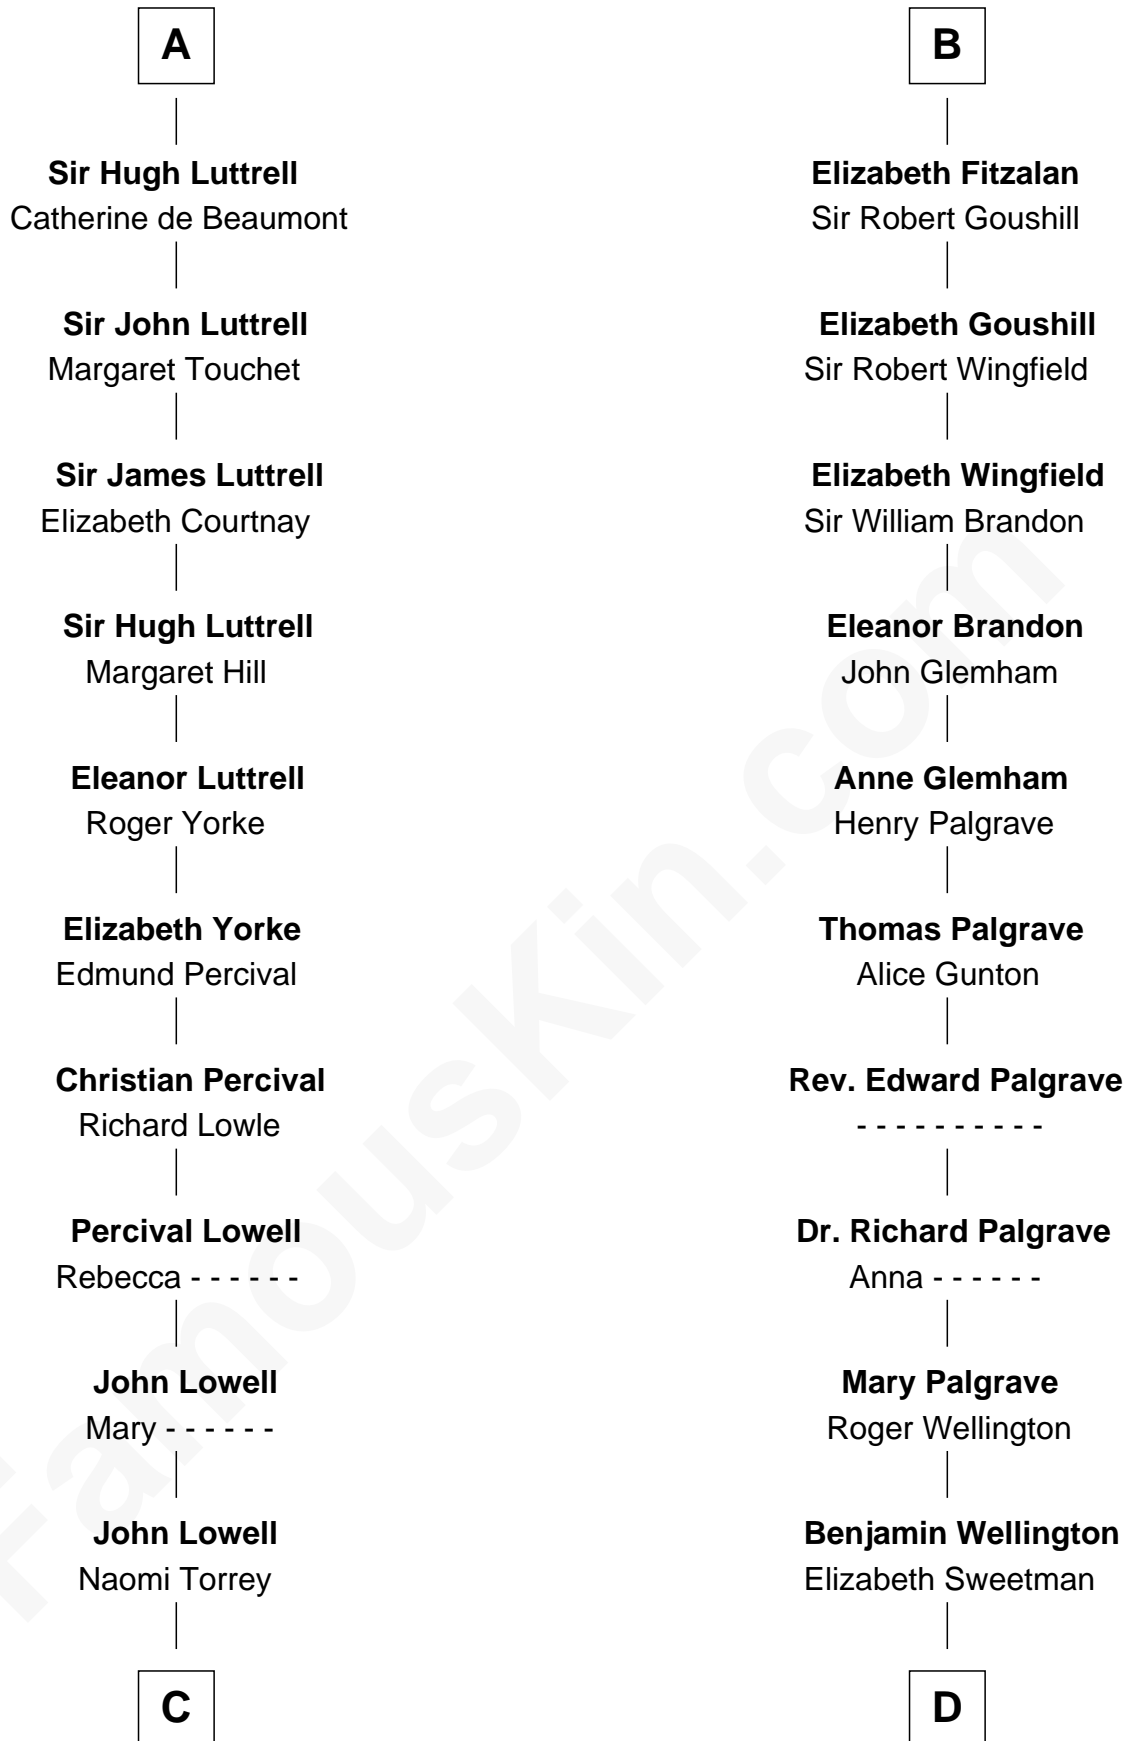 A
Sir Hugh Luttrell
Catherine de Beaumont
Sir John Luttrell
Margaret Touchet
Sir James Luttrell
Elizabeth Courtnay
Sir Hugh Luttrell
Margaret Hill
Eleanor Luttrell
Roger Yorke
Elizabeth Yorke
Edmund Percival
Christian Percival
Richard Lowle
Percival Lowell
Rebecca - - - - - -
John Lowell
Mary - - - - - -
John Lowell
Naomi Torrey
C
B
Elizabeth Fitzalan
Sir Robert Goushill
Elizabeth Goushill
Sir Robert Wingfield
Elizabeth Wingfield
Sir William Brandon
Eleanor Brandon
John Glemham
Anne Glemham
Henry Palgrave
Thomas Palgrave
Alice Gunton
Rev. Edward Palgrave
- - - - - - - - - -
Dr. Richard Palgrave
Anna - - - - - -
Mary Palgrave
Roger Wellington
Benjamin Wellington
Elizabeth Sweetman
D
FamousKin.com